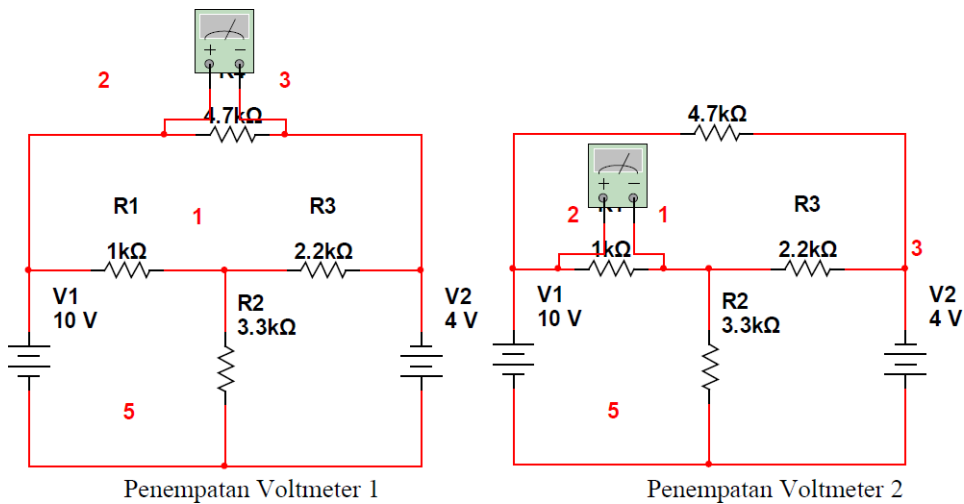 + −
R4
2
3
4.7kΩ
R1
1
R3
1kΩ
2.2kΩ
V1
10 V
R2
3.3kΩ
V2
4 V
5
Penempatan Voltmeter 1
4.7kΩ
+ −
2
1
R3
1kΩ
2.2kΩ
3
V1
10 V
R2
3.3kΩ
V2
4 V
5
Penempatan Voltmeter 2